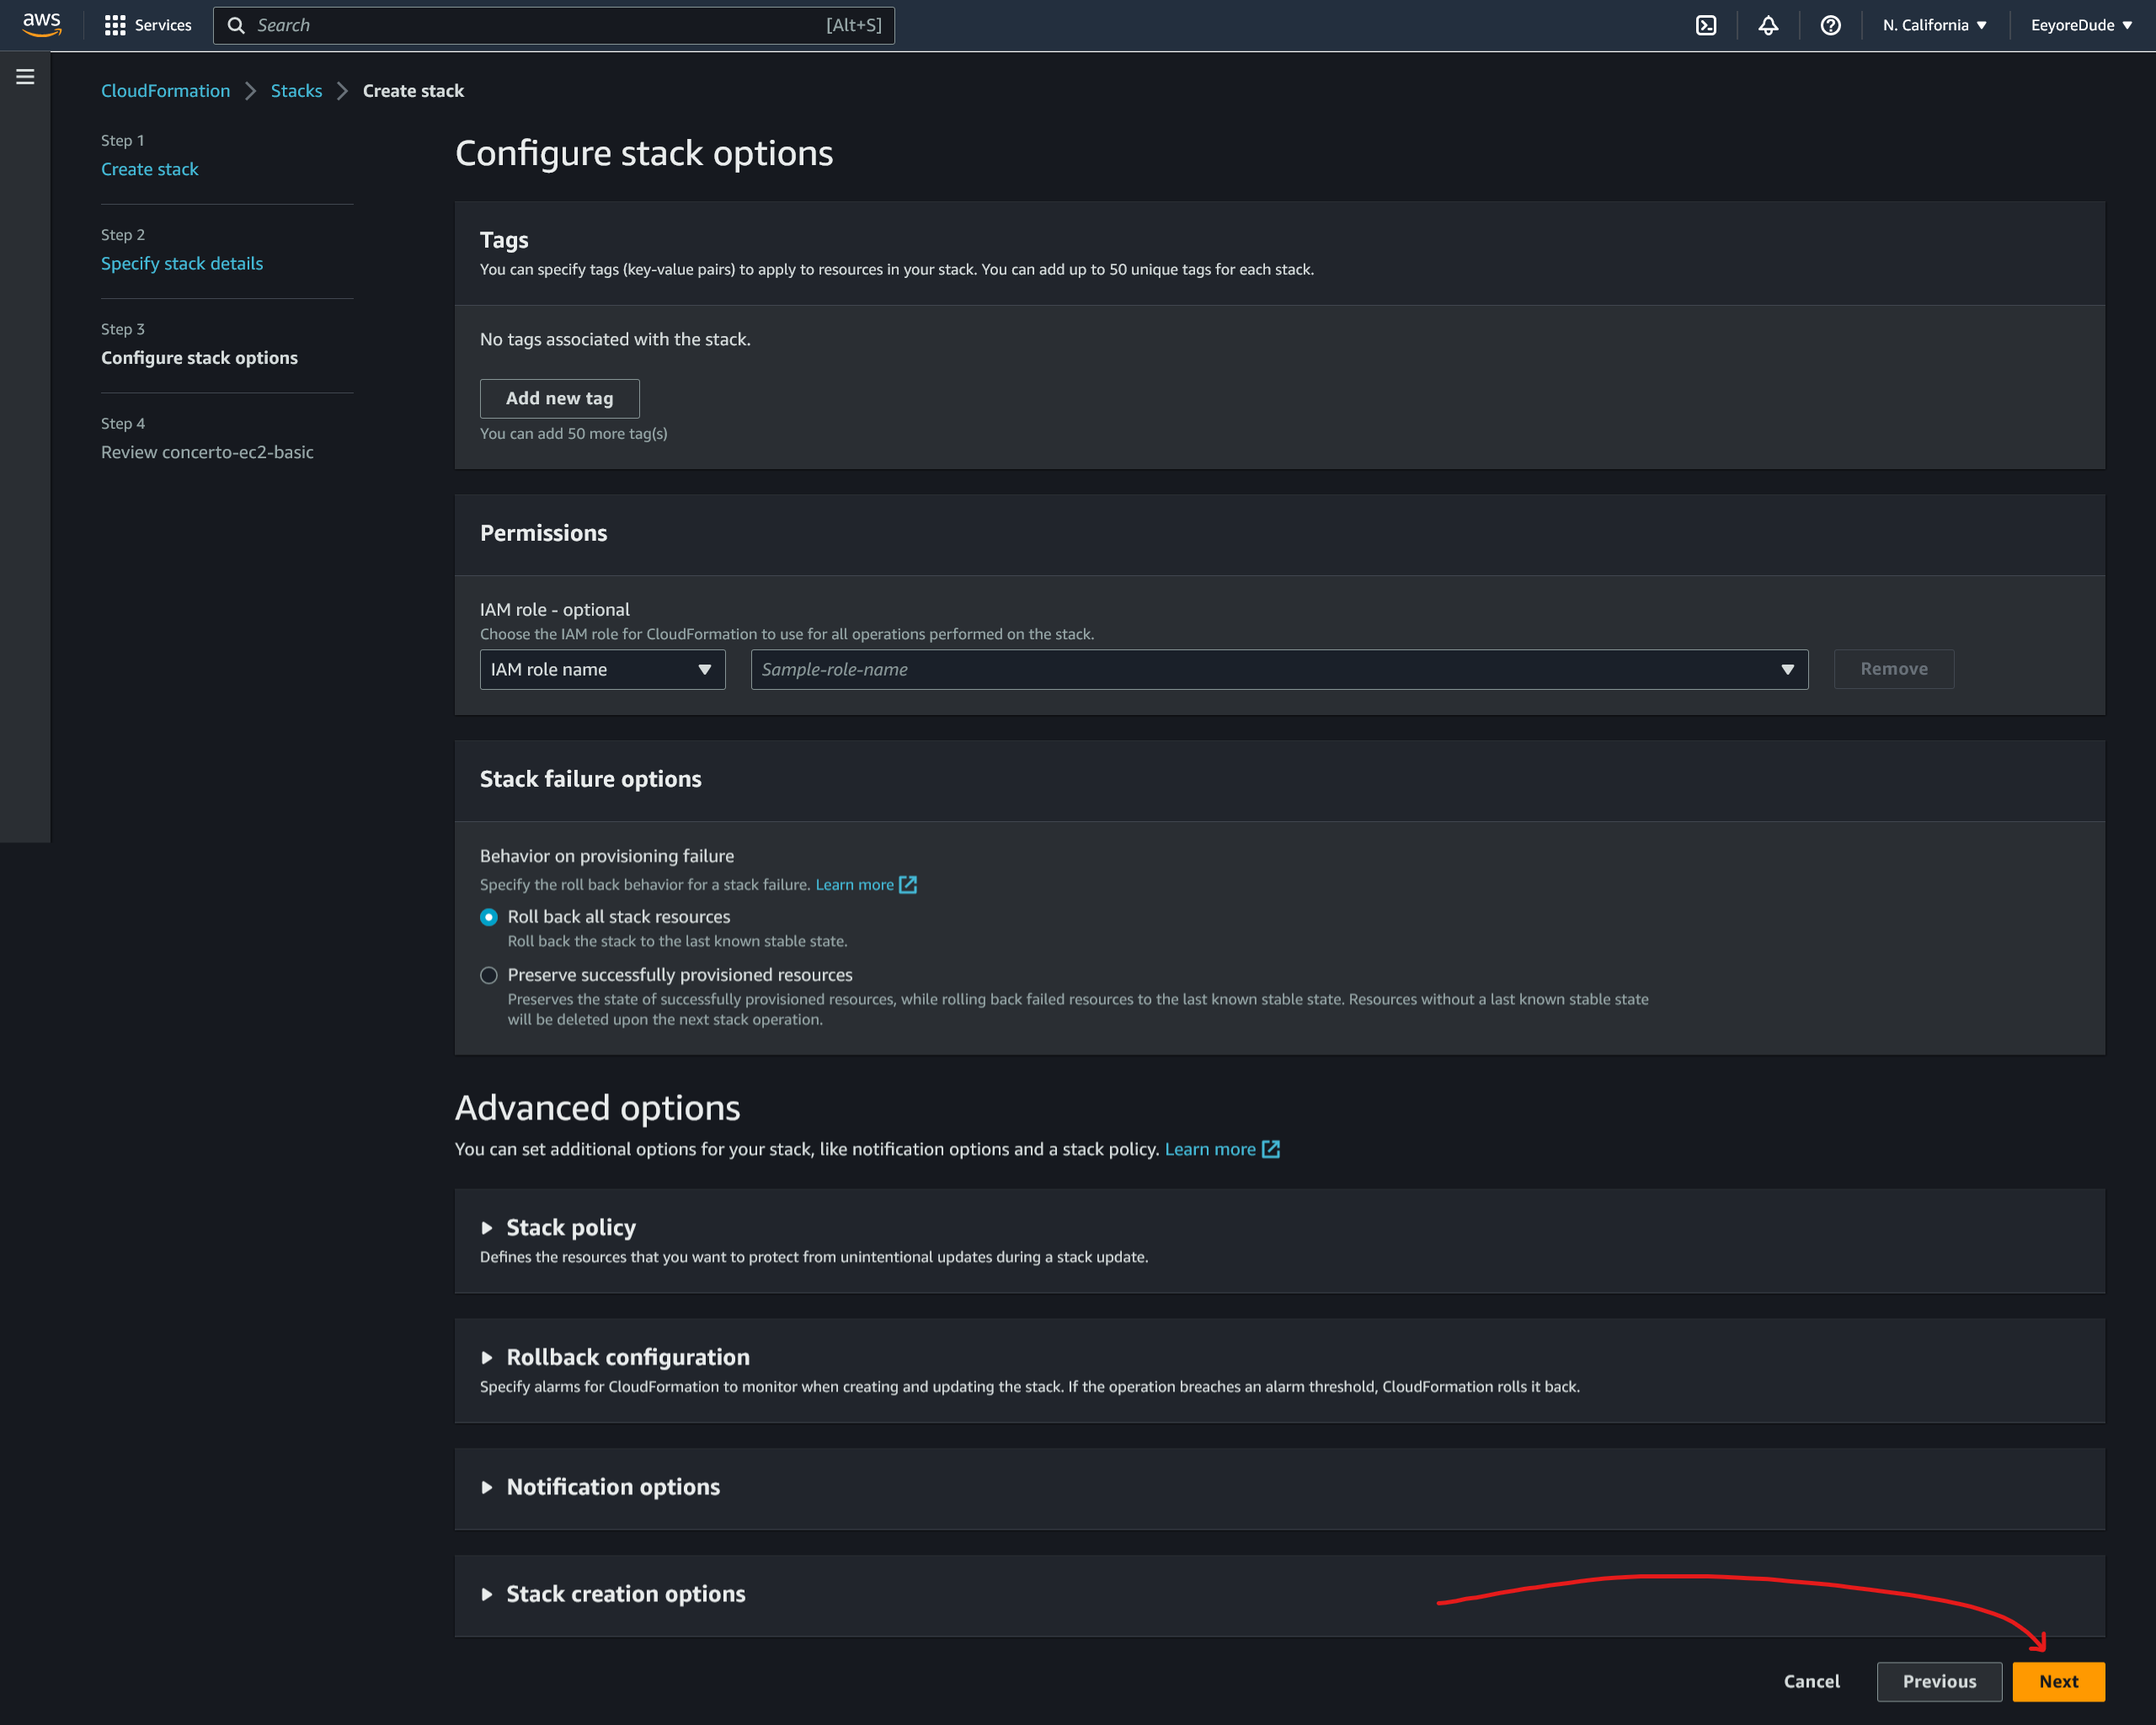 aws Services Search [Alt+S] N. California EeyoreDude
CloudFormation Stacks Create stack
Step 1
Create stack
Step 2
Specify stack details
Step 3
Configure stack options
Step 4
Review concerto-ec2-basic
Configure stack options
Tags
You can specify tags (key-value pairs) to apply to resources in your stack. You can add up to 50 unique tags for each stack.
No tags associated with the stack.
Add new tag
You can add 50 more tag(s)
Permissions
IAM role - optional
Choose the IAM role for CloudFormation to use for all operations performed on the stack.
IAM role name Sample-role-name Remove
Stack failure options
Behavior on provisioning failure
Specify the roll back behavior for a stack failure. Learn more
Roll back all stack resources
Roll back the stack to the last known stable state.
Preserve successfully provisioned resources
Preserves the state of successfully provisioned resources, while rolling back failed resources to the last known stable state. Resources without a last known stable state
will be deleted upon the next stack operation.
Advanced options
You can set additional options for your stack, like notification options and a stack policy. Learn more
Stack policy
Defines the resources that you want to protect from unintentional updates during a stack update.
Rollback configuration
Specify alarms for CloudFormation to monitor when creating and updating the stack. If the operation breaches an alarm threshold, CloudFormation rolls it back.
Notification options
Stack creation options
Cancel Previous Next